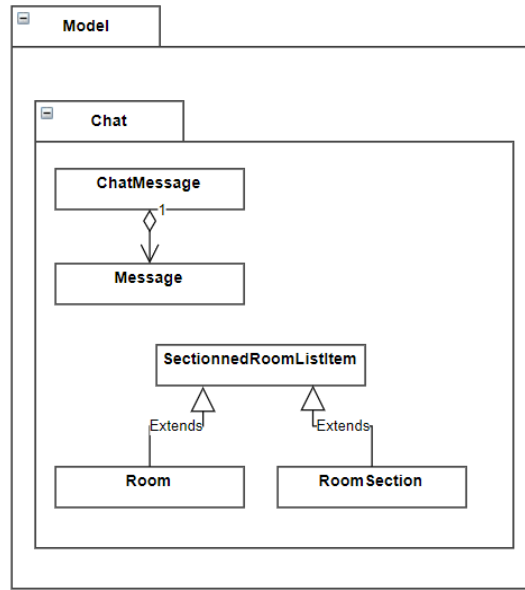 Model
Chat
ChatMessage
1
Message
SectionnedRoomListItem
Extends
Extends
Room
RoomSection